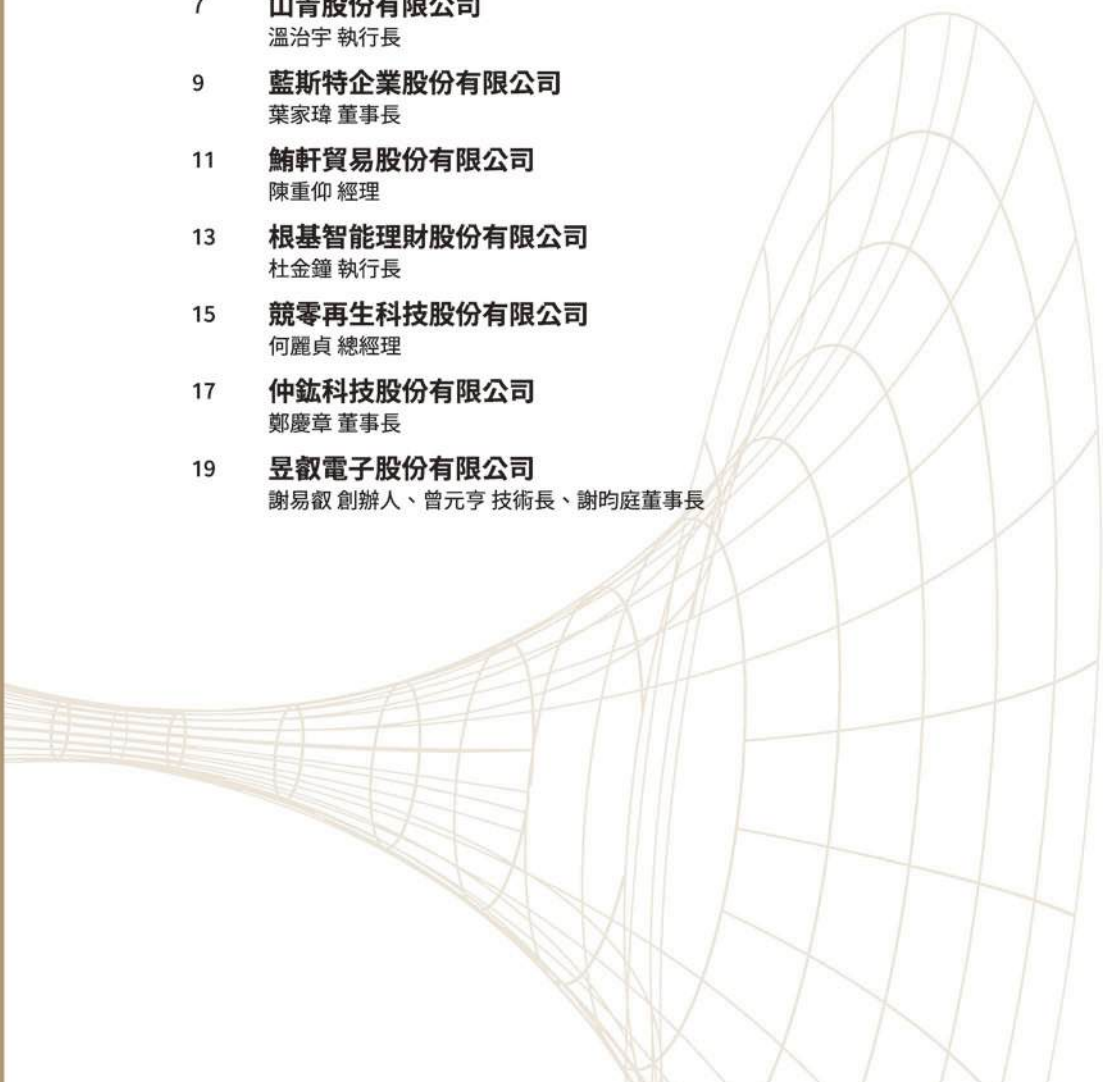 7 山青股份有限公司
溫治宇 執行長
9 藍斯特企業股份有限公司
葉家瑋 董事長
11 鮪軒貿易股份有限公司
陳重仰 經理
13 根基智能理財股份有限公司
杜金鐘 執行長
15 競零再生科技股份有限公司
何麗貞 總經理
17 仲鈜科技股份有限公司
鄭慶章 董事長
19 昱叡電子股份有限公司
謝易叡 創辦人、曾元亨 技術長、謝昀庭董事長